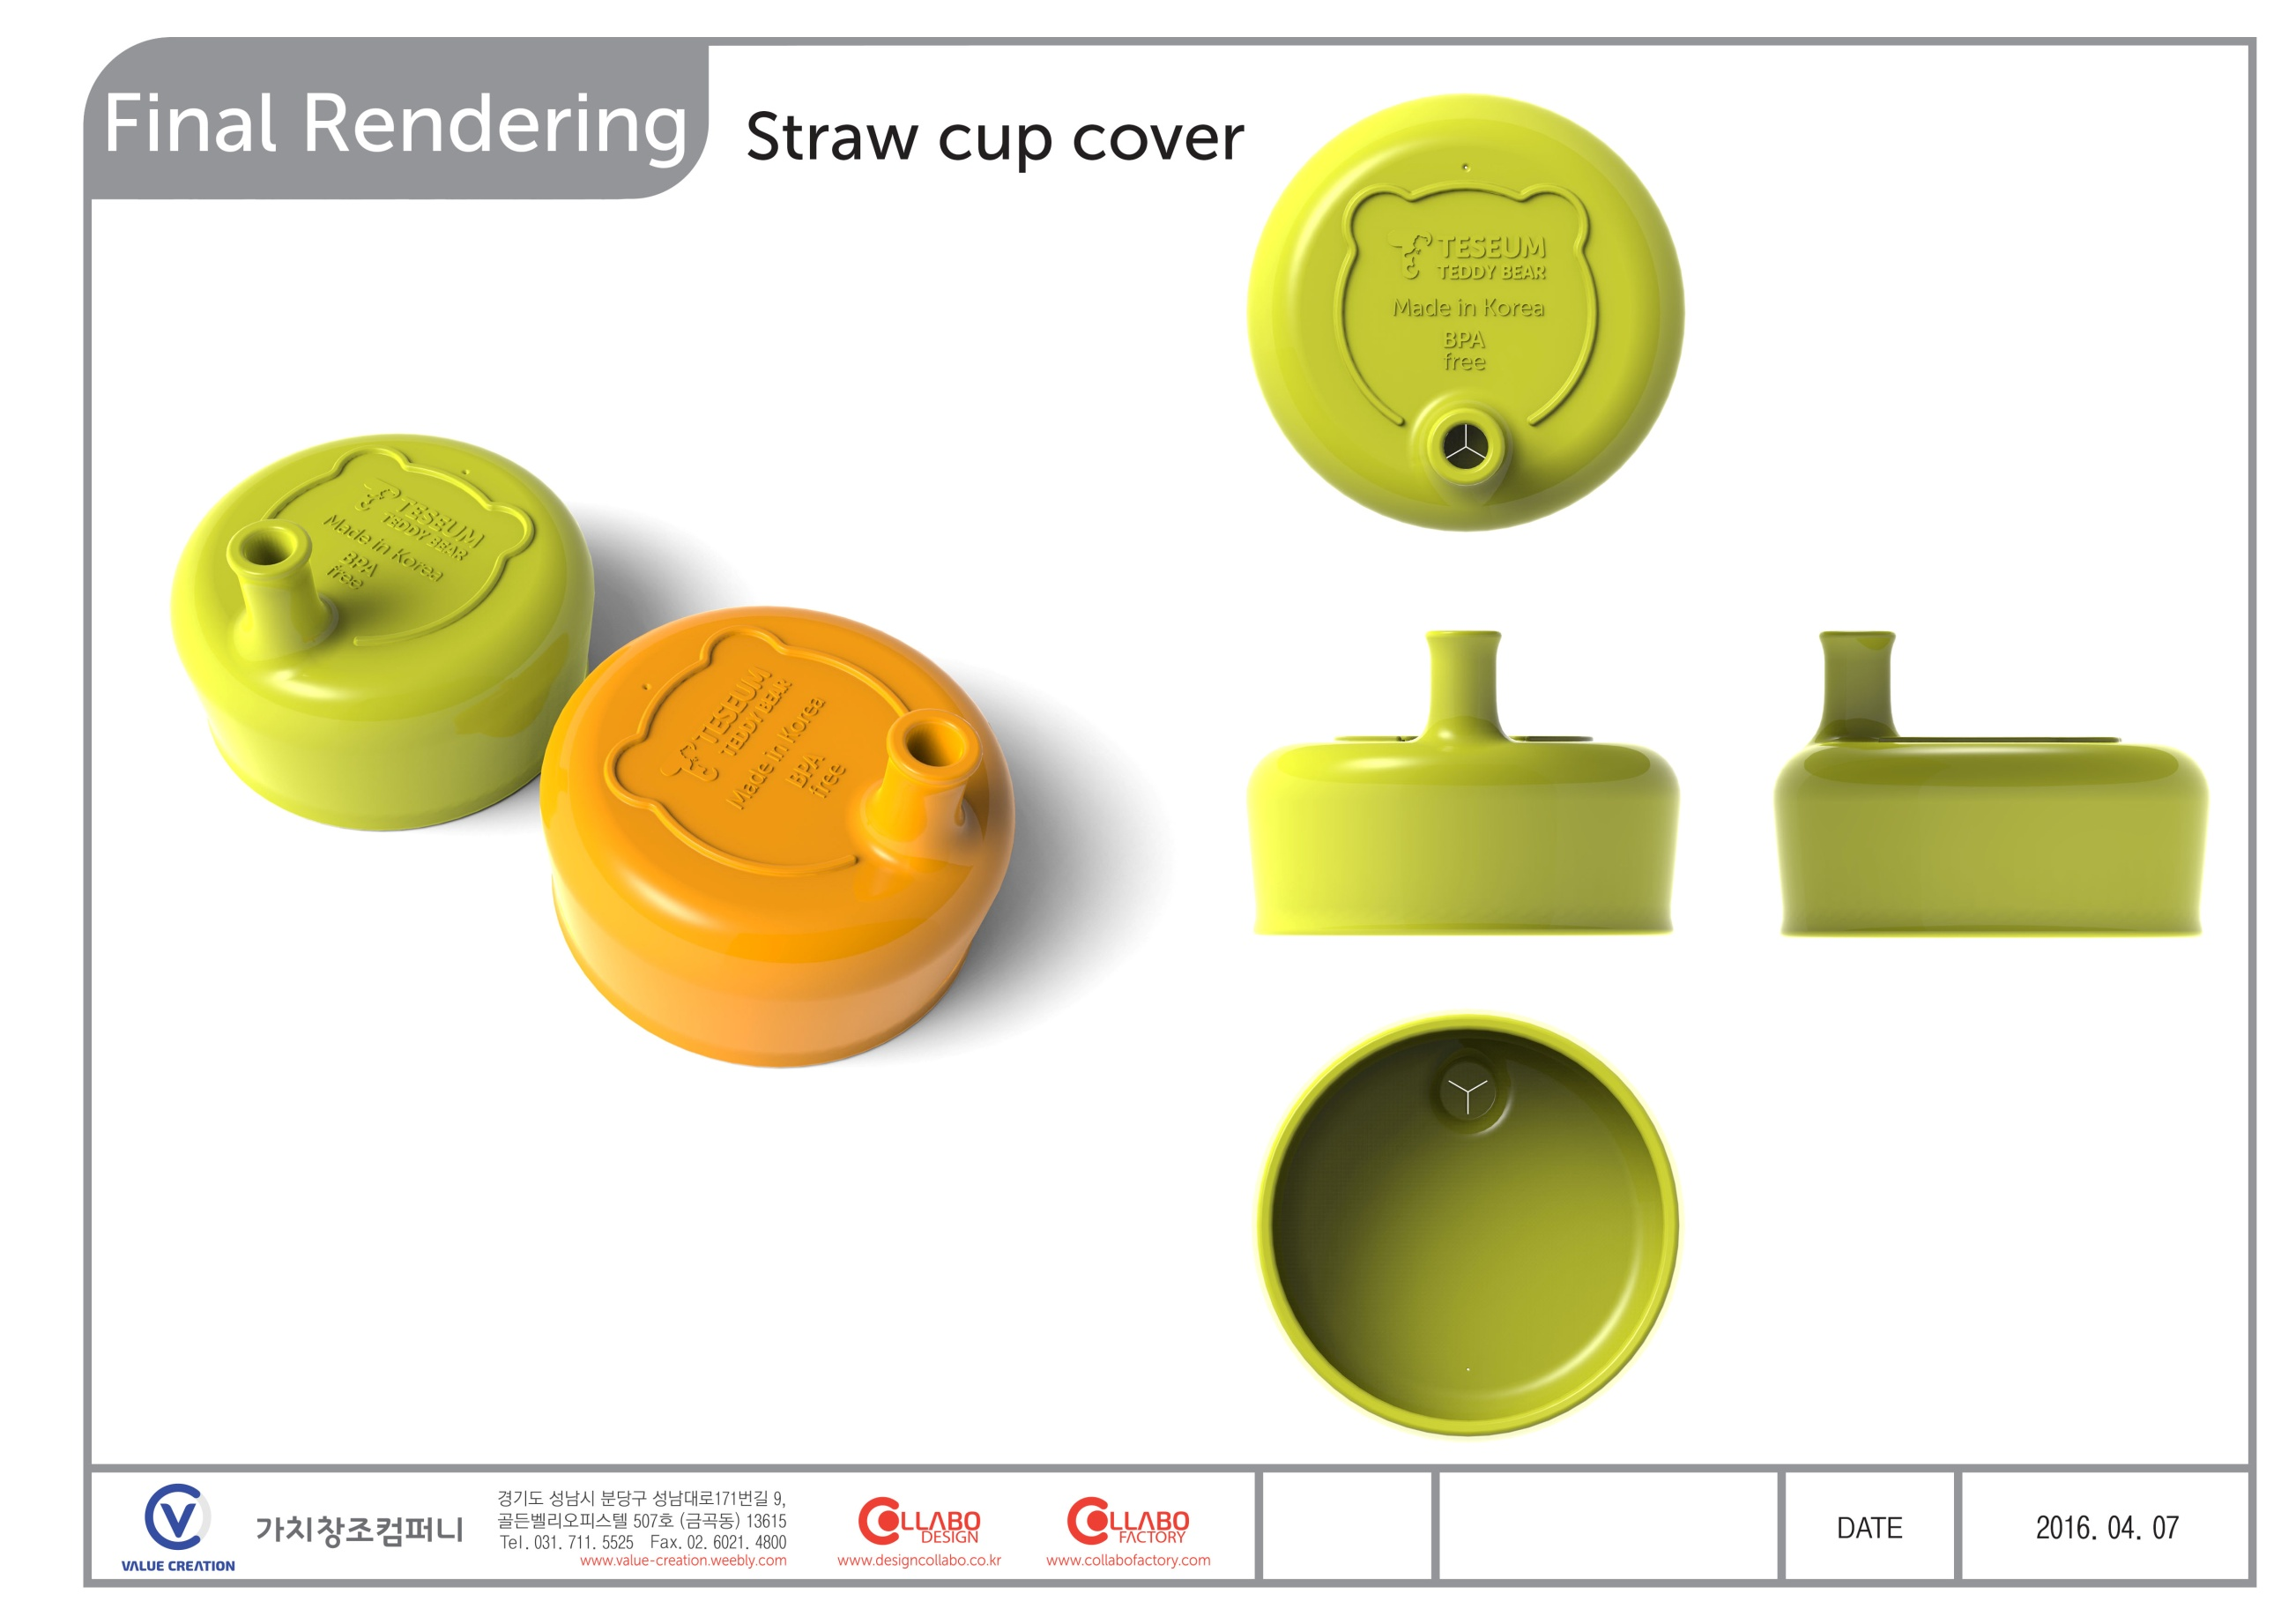 Final Rendering
Straw cup cover
TESEUM
TEDDY BEAR
Made in Korea
BPA
free
TESEUM
TEDDY BEAR
Made in Korea
BPA
free
TESEUM
TEDDY BEAR
Made in Korea
BPA
free
VALUE CREATION
가치창조컴퍼니
경기도 성남시 분당구 성남대로171번길 9,
골든벨리오피스텔 507호 (금곡동) 13615
Tel. 031. 711. 5525 Fax. 02. 6021. 4800
www.value-creation.weebly.com
COLLABO
DESIGN
www.designcollabo.co.kr
COLLABO
FACTORY
www.collabofactory.com
DATE
2016. 04. 07